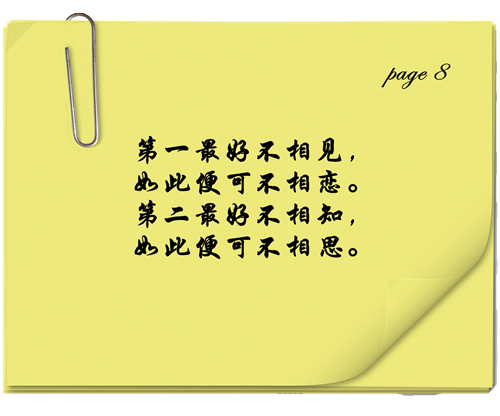 page 8
第一最好不相见，
如此便可不相恋。
第二最好不相知，
如此便可不相思。